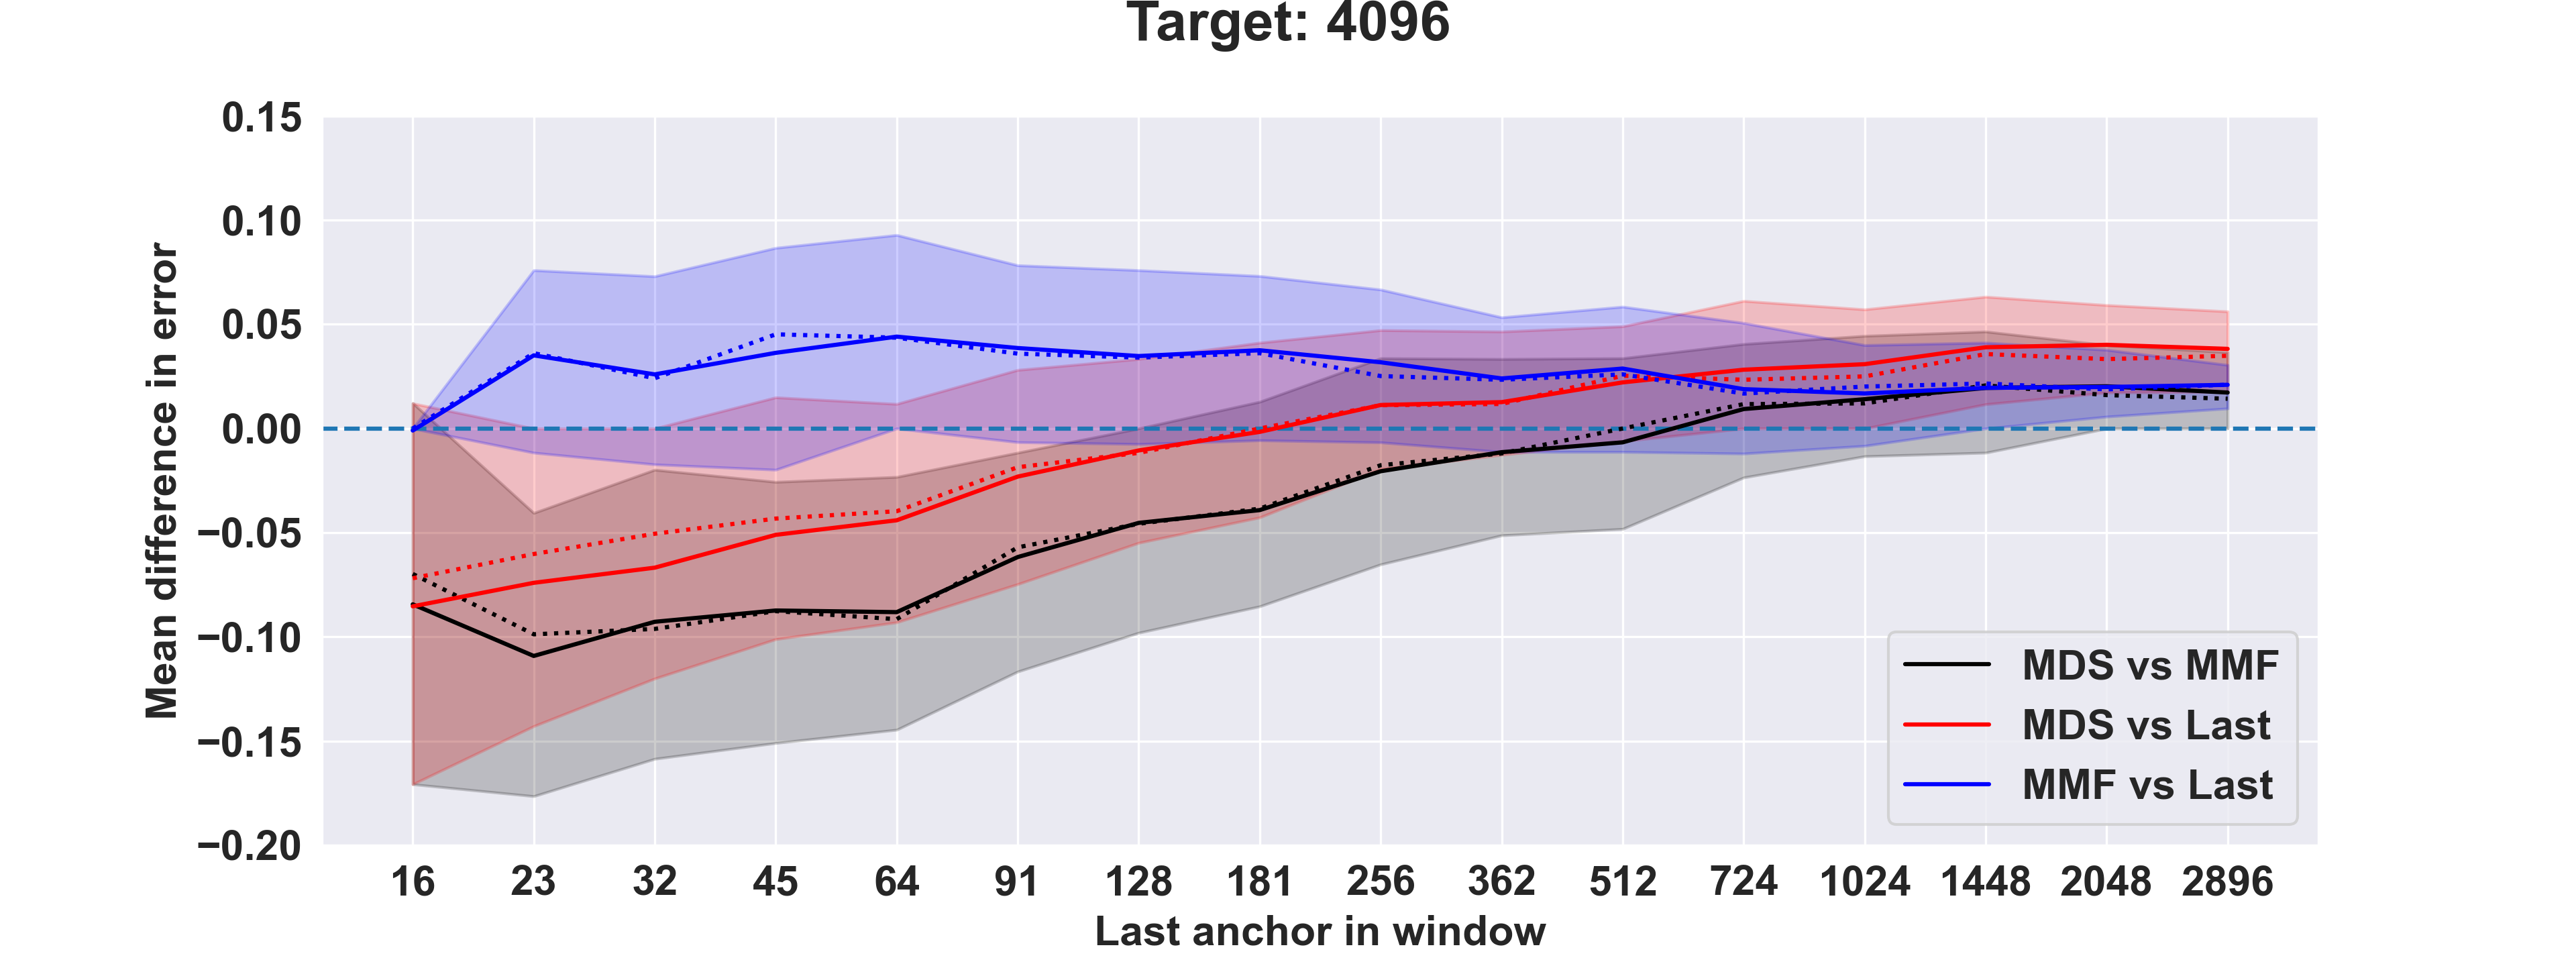 Target: 4096
0.15
0.10
0.05
0.00
−0.05
−0.10
−0.15
−0.20
Mean difference in error
MDS vs MMF
MDS vs Last
MMF vs Last
16 23 32 45 64 91 128 181 256 362 512 724 1024 1448 2048 2896
Last anchor in window